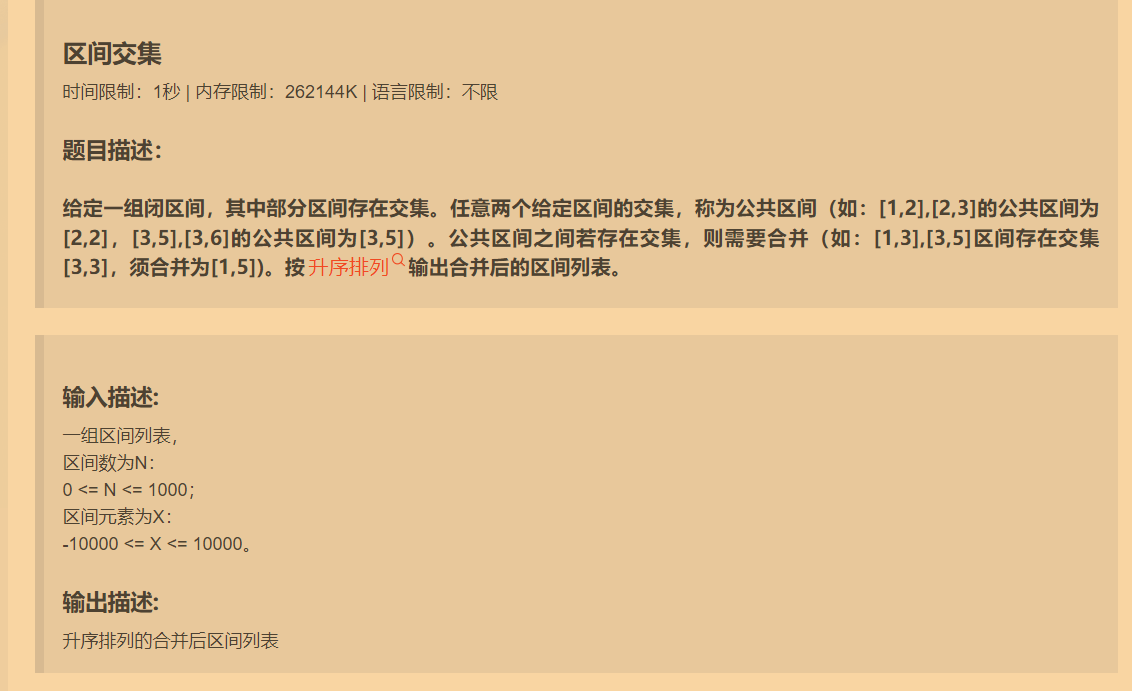 区间交集
时间限制：1秒 | 内存限制：262144K | 语言限制：不限
题目描述：
给定一组闭区间，其中部分区间存在交集。任意两个给定区间的交集，称为公共区间（如：[1,2],[2,3]的公共区间为
[2,2]，[3,5],[3,6]的公共区间为[3,5]）。公共区间之间若存在交集，则需要合并（如：[1,3],[3,5]区间存在交集
[3,3]，须合并为[1,5]）。按升序排列输出合并后的区间列表。
输入描述:
一组区间列表，
区间数为N：
0 <= N <= 1000；
区间元素为X：
-10000 <= X <= 10000。
输出描述:
升序排列的合并后区间列表